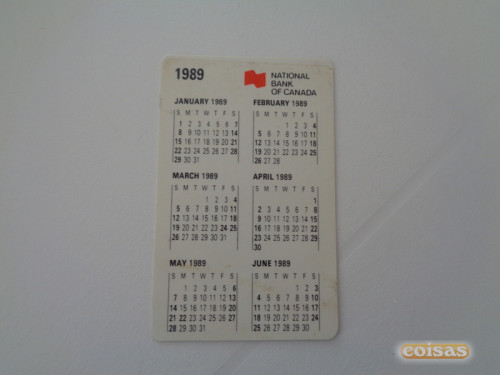 1989
NATIONAL
BANK
OF CANADA
JANUARY 1989
S M T W T F S
1 2 3 4 5 6 7
8 9 10 11 12 13 14
15 16 17 18 19 20 21
22 23 24 25 26 27 28
29 30 31
FEBRUARY 1989
S M T W T F S
1 2 3 4
5 6 7 8 9 10 11
12 13 14 15 16 17 18
19 20 21 22 23 24 25
26 27 28
MARCH 1989
S M T W T F S
1 2 3 4
5 6 7 8 9 10 11
12 13 14 15 16 17 18
19 20 21 22 23 24 25
26 27 28 29 30 31
APRIL 1989
S M T W T F S
1
2 3 4 5 6 7 8
9 10 11 12 13 14 15
16 17 18 19 20 21 22
23 24 25 26 27 28 29
30
MAY 1989
S M T W T F S
1 2 3 4 5 6
7 8 9 10 11 12 13
14 15 16 17 18 19 20
21 22 23 24 25 26 27
28 29 30 31
JUNE 1989
S M T W T F S
1 2 3
4 5 6 7 8 9 10
11 12 13 14 15 16 17
18 19 20 21 22 23 24
25 26 27 28 29 30
coisas